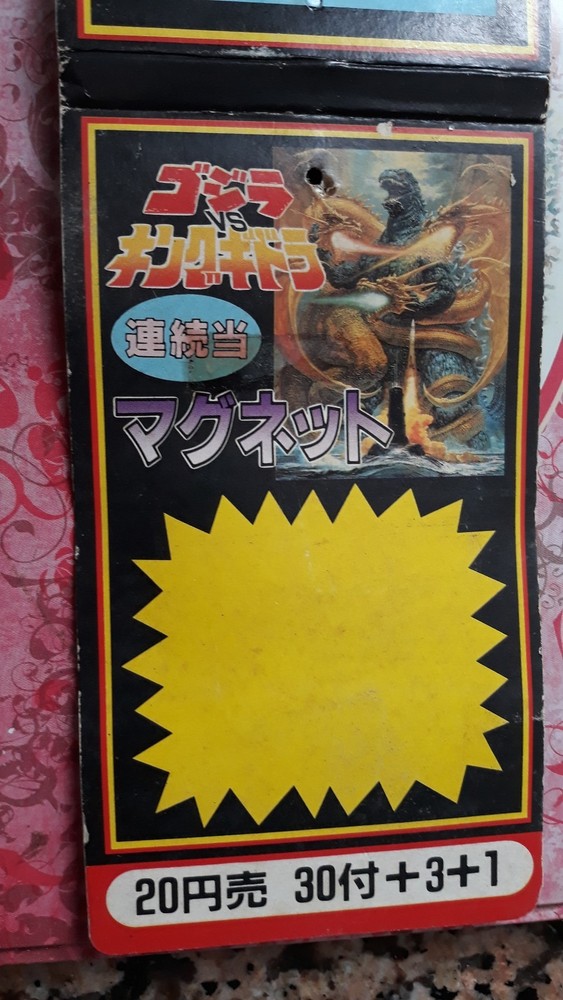 ゴジラ
VS
キングギドラ
連続当
マグネット
20円売 30付+3+1